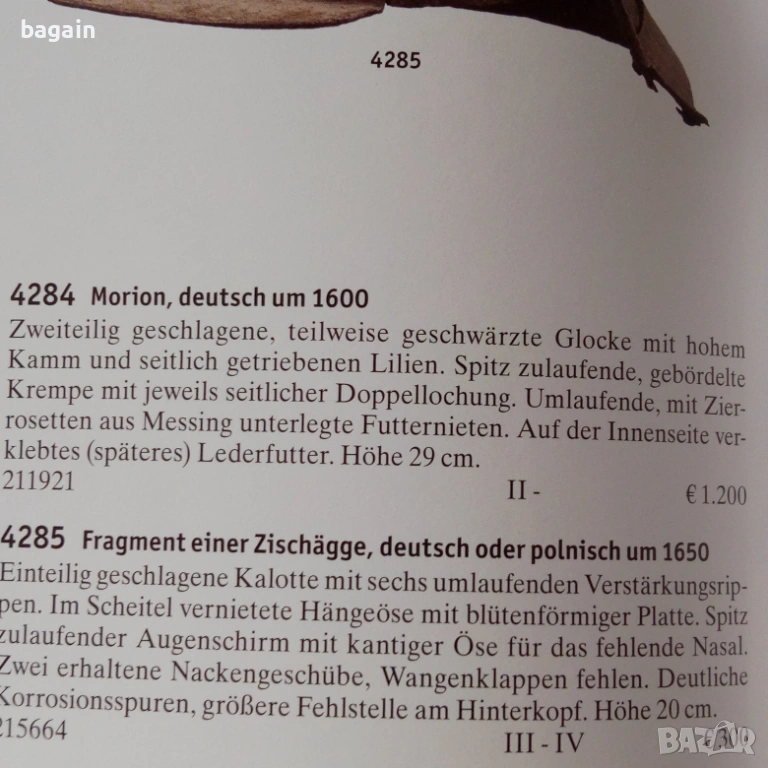 bagain
4285
4284 Morion, deutsch um 1600
Zweiteilig geschlagene, teilweise geschwärzte Glocke mit hohem
Kamm und seitlich getriebenen Lilien. Spitz zulaufende, gebördelte
Krempe mit jeweils seitlicher Doppellochung. Umlaufende, mit Zier-
rosetten aus Messing unterlegte Futternieten. Auf der Innenseite ver-
klebtes (späteres) Lederfutter. Höhe 29 cm.
211921 II - € 1.200
4285 Fragment einer Zischägge, deutsch oder polnisch um 1650
Einteilig geschlagene Kalotte mit sechs umlaufenden Verstärkungsrip-
pen. Im Scheitel vernietete Hängeöse mit blütenförmiger Platte. Spitz
zulaufender Augenschirm mit kantiger Öse für das fehlende Nasal.
Zwei erhaltene Nackengeschübe, Wangenklappen fehlen. Deutliche
Korrosionsspuren, größere Fehlstelle am Hinterkopf. Höhe 20 cm.
215664 III - IV € 300
BAZAR